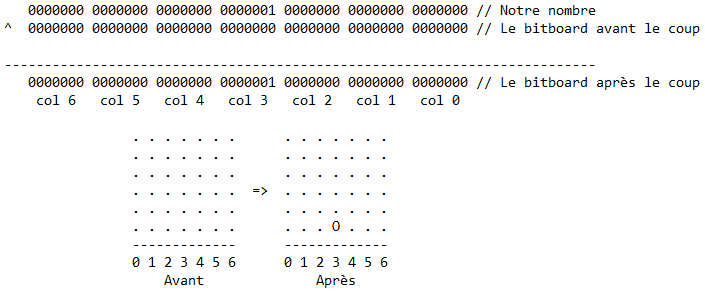 0000000 0000000 0000000 0000001 0000000 0000000 0000000 // Notre nombre
^ 0000000 0000000 0000000 0000000 0000000 0000000 0000000 // Le bitboard avant le coup
-------------------------------------------------------------------------
0000000 0000000 0000000 0000001 0000000 0000000 0000000 // Le bitboard après le coup
col 6 col 5 col 4 col 3 col 2 col 1 col 0
. . . . . . . . . . . . . .
. . . . . . . . . . . . . .
. . . . . . . . . . . . . .
. . . . . . . => . . . . . . .
. . . . . . . . . . . . . .
. . . . . . . . . . O . . .
------------- -------------
0 1 2 3 4 5 6 0 1 2 3 4 5 6
Avant Après